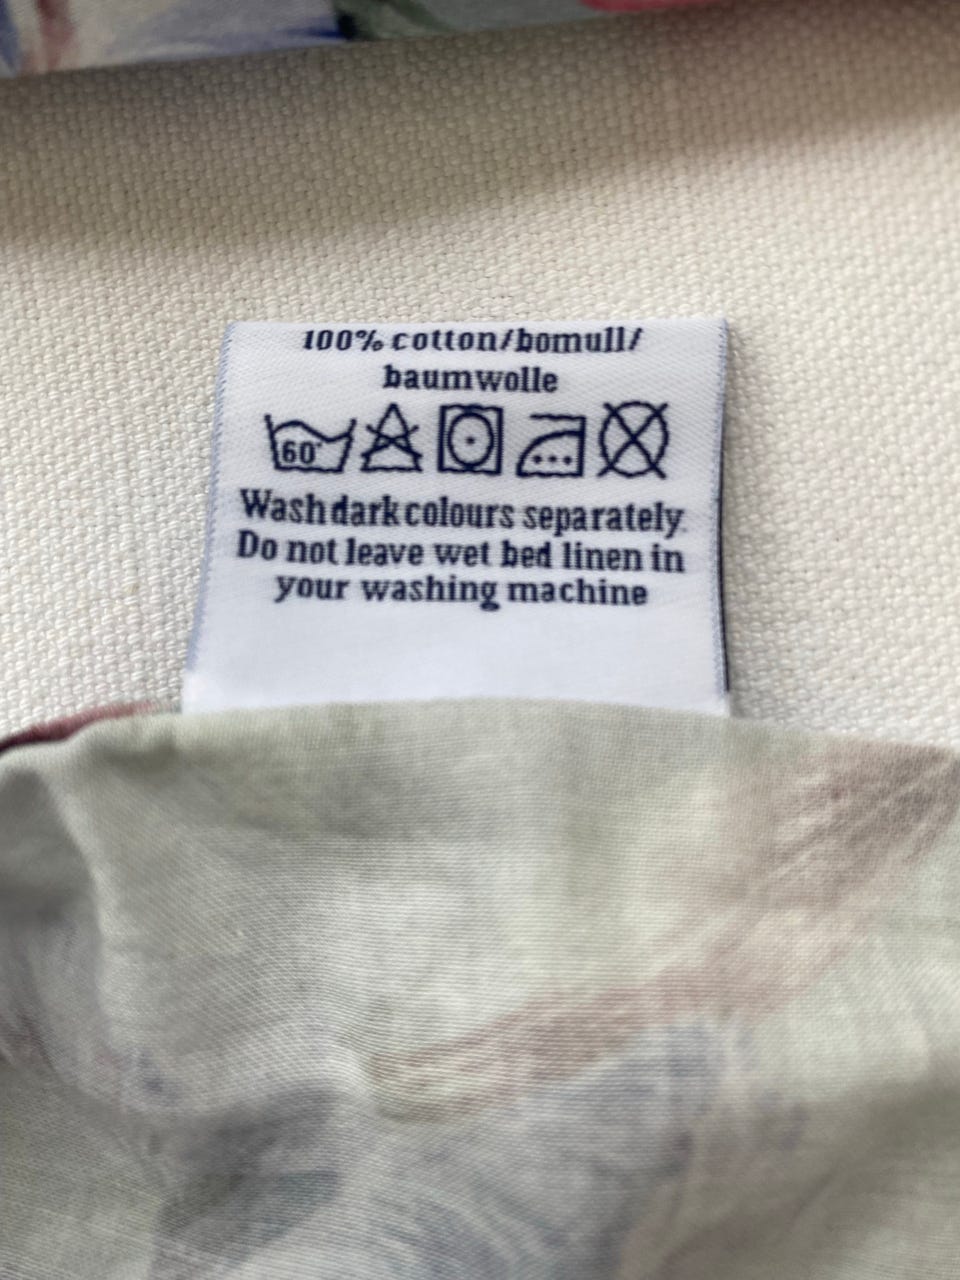 100% cotton/bomull/
baumwolle
60°
Wash dark colours separately.
Do not leave wet bed linen in
your washing machine